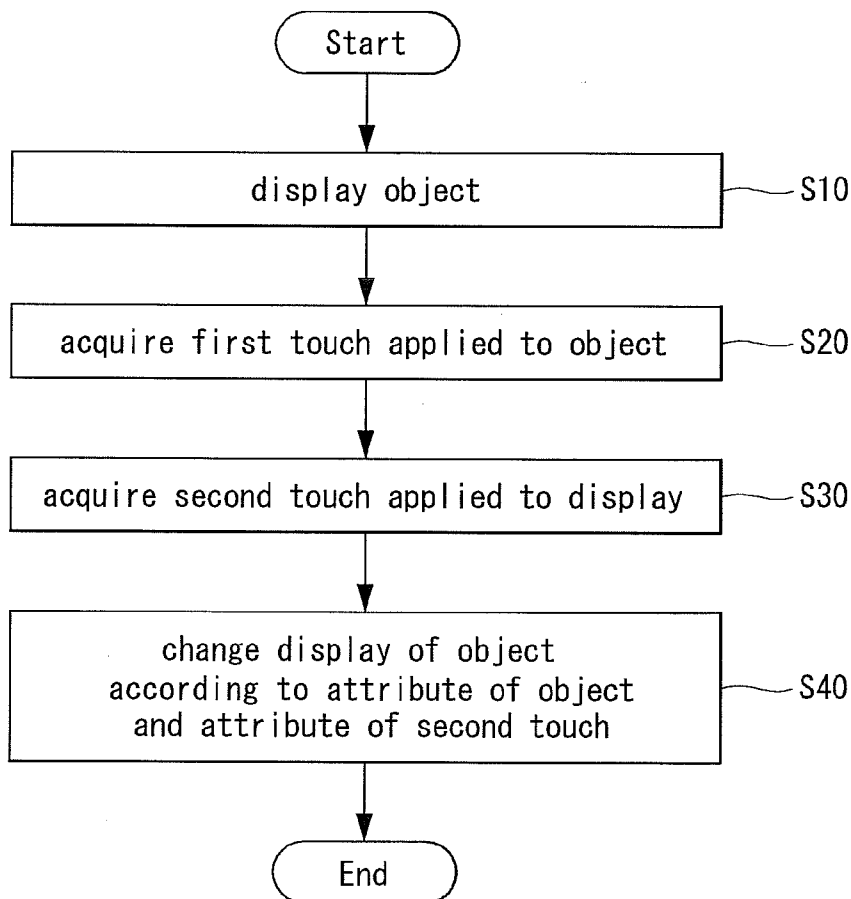 Start
display object
S10
acquire first touch applied to object
S20
acquire second touch applied to display
S30
change display of object
according to attribute of object
and attribute of second touch
S40
End